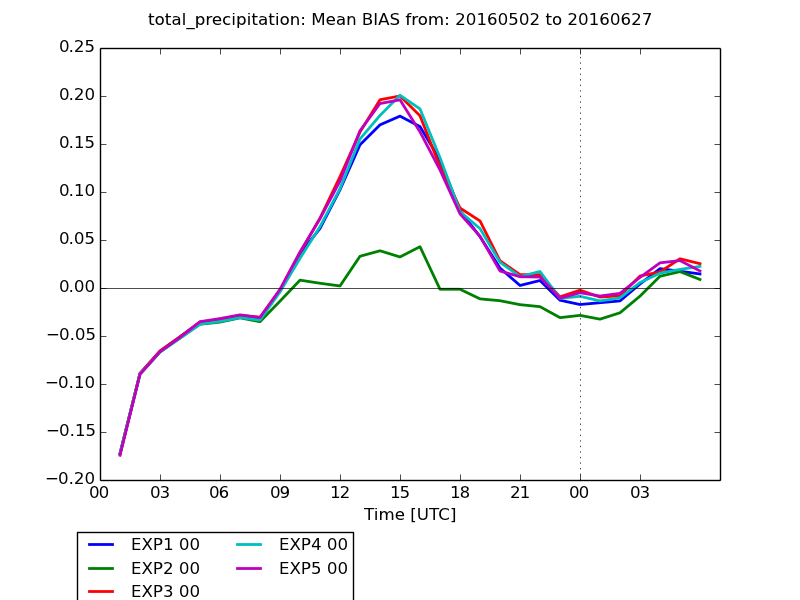 total_precipitation: Mean BIAS from: 20160502 to 20160627
0.25
0.20
0.15
0.10
0.05
0.00
−0.05
−0.10
−0.15
−0.20
00 03 06 09 12 15 18 21 00 03
Time [UTC]
EXP1 00 EXP4 00
EXP2 00 EXP5 00
EXP3 00